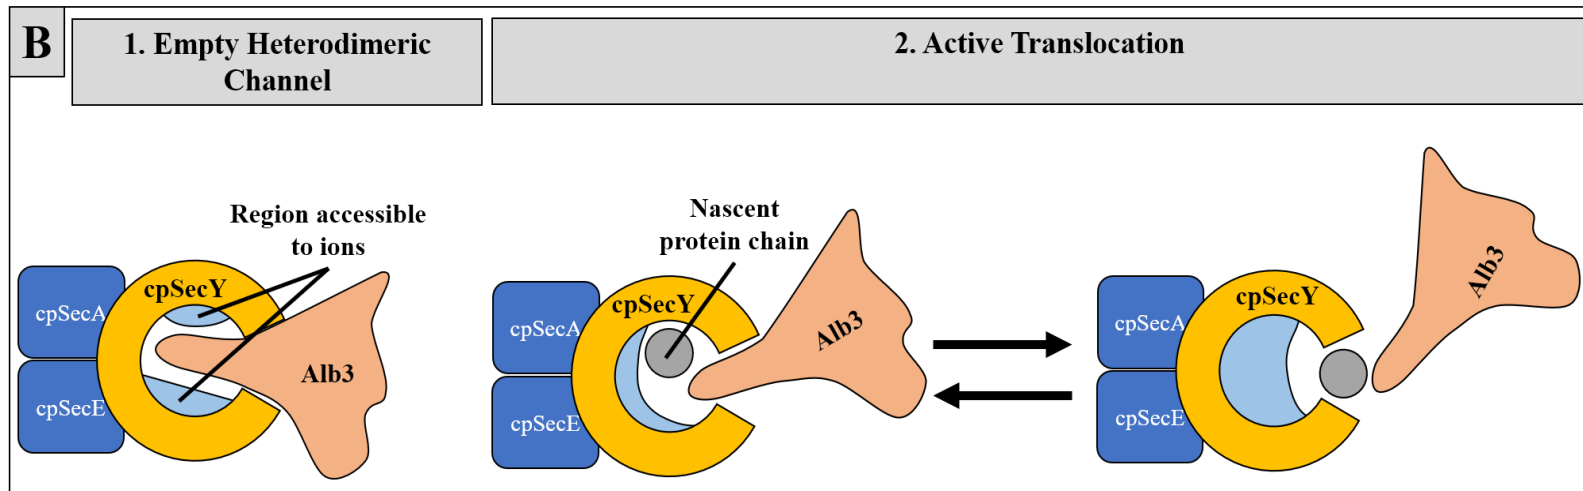 B
1. Empty Heterodimeric
Channel
2. Active Translocation
Region accessible
to ions
cpSecY
cpSecA
cpSecE
Alb3
Nascent
protein chain
cpSecY
cpSecA
cpSecE
Alb3
cpSecY
cpSecA
cpSecE
Alb3